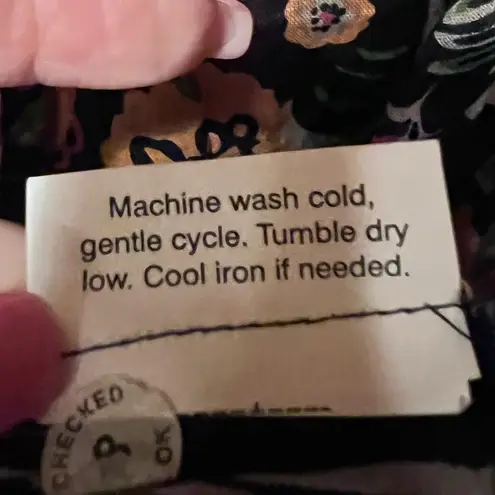 Machine wash cold,
gentle cycle. Tumble dry
low. Cool iron if needed.
CHECKED
OK